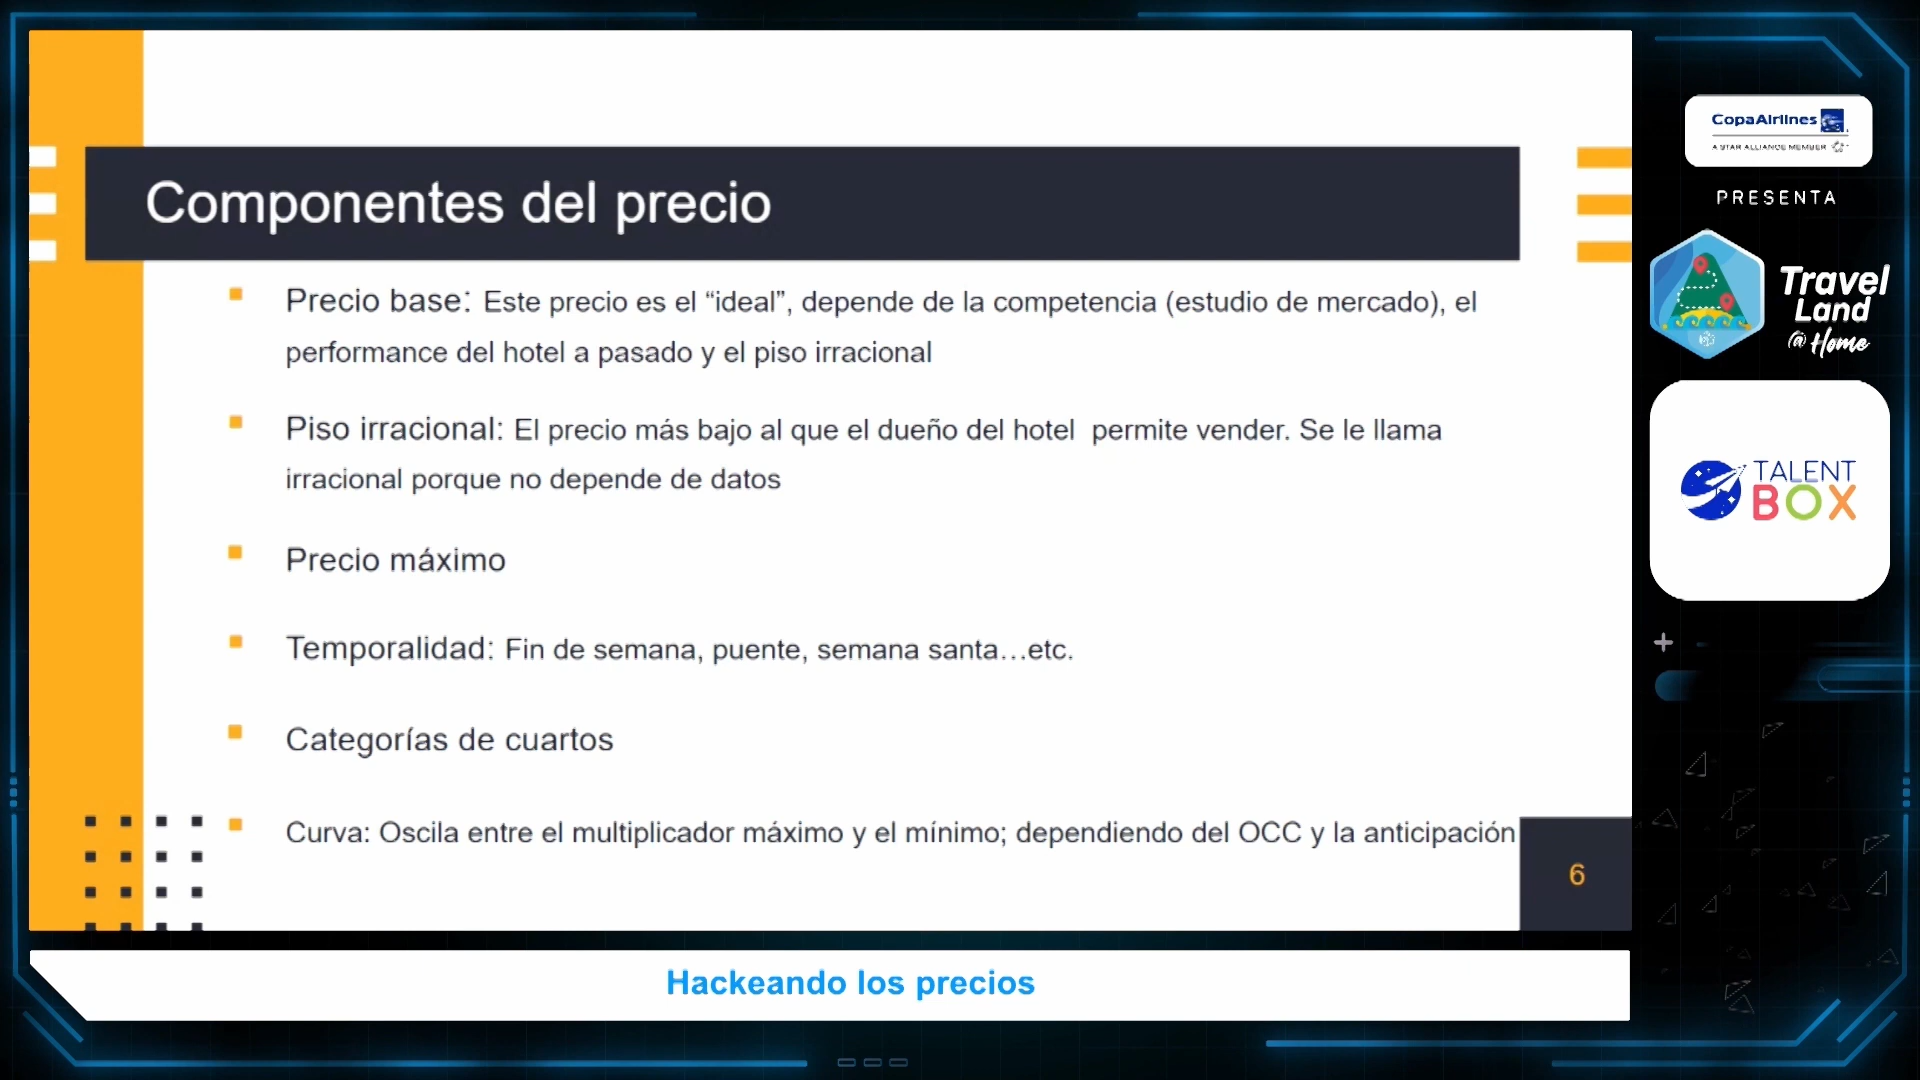 Componentes del precio
Precio base: Este precio es el “ideal”, depende de la competencia (estudio de mercado), el
performance del hotel a pasado y el piso irracional
Piso irracional: El precio más bajo al que el dueño del hotel permite vender. Se le llama
irracional porque no depende de datos
Precio máximo
Temporalidad: Fin de semana, puente, semana santa…etc.
Categorías de cuartos
Curva: Oscila entre el multiplicador máximo y el mínimo; dependiendo del OCC y la anticipación
6
Hackeando los precios
CopaAirlines
A STAR ALLIANCE MEMBER
PRESENTA
Travel
Land
@Home
TALENT
BOX